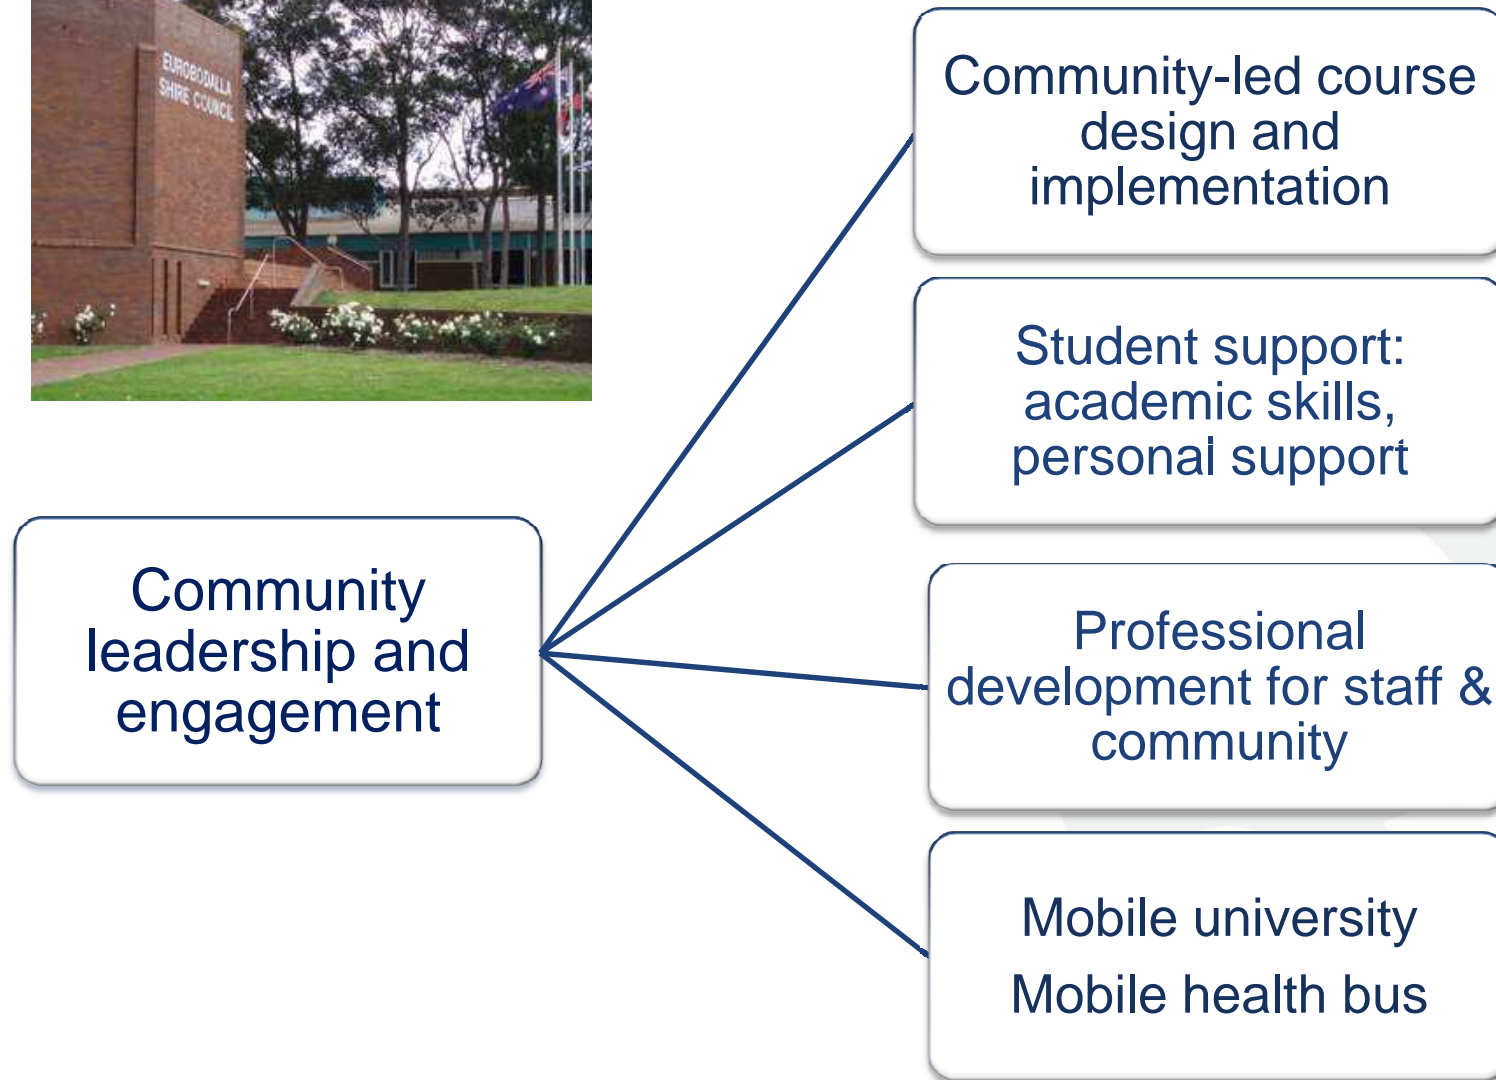 EUROBODALLA
SHIRE COUNCIL
Community
leadership and
engagement
Community-led course
design and
implementation
Student support:
academic skills,
personal support
Professional
development for staff &
community
Mobile university
Mobile health bus